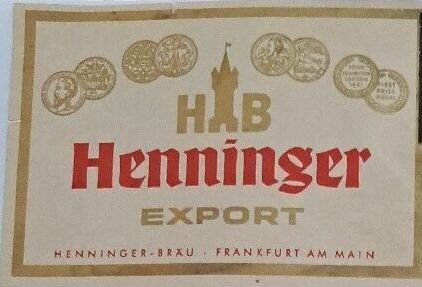 HB
Henninger
EXPORT
HENNINGER-BRÄU · FRANKFURT AM MAIN